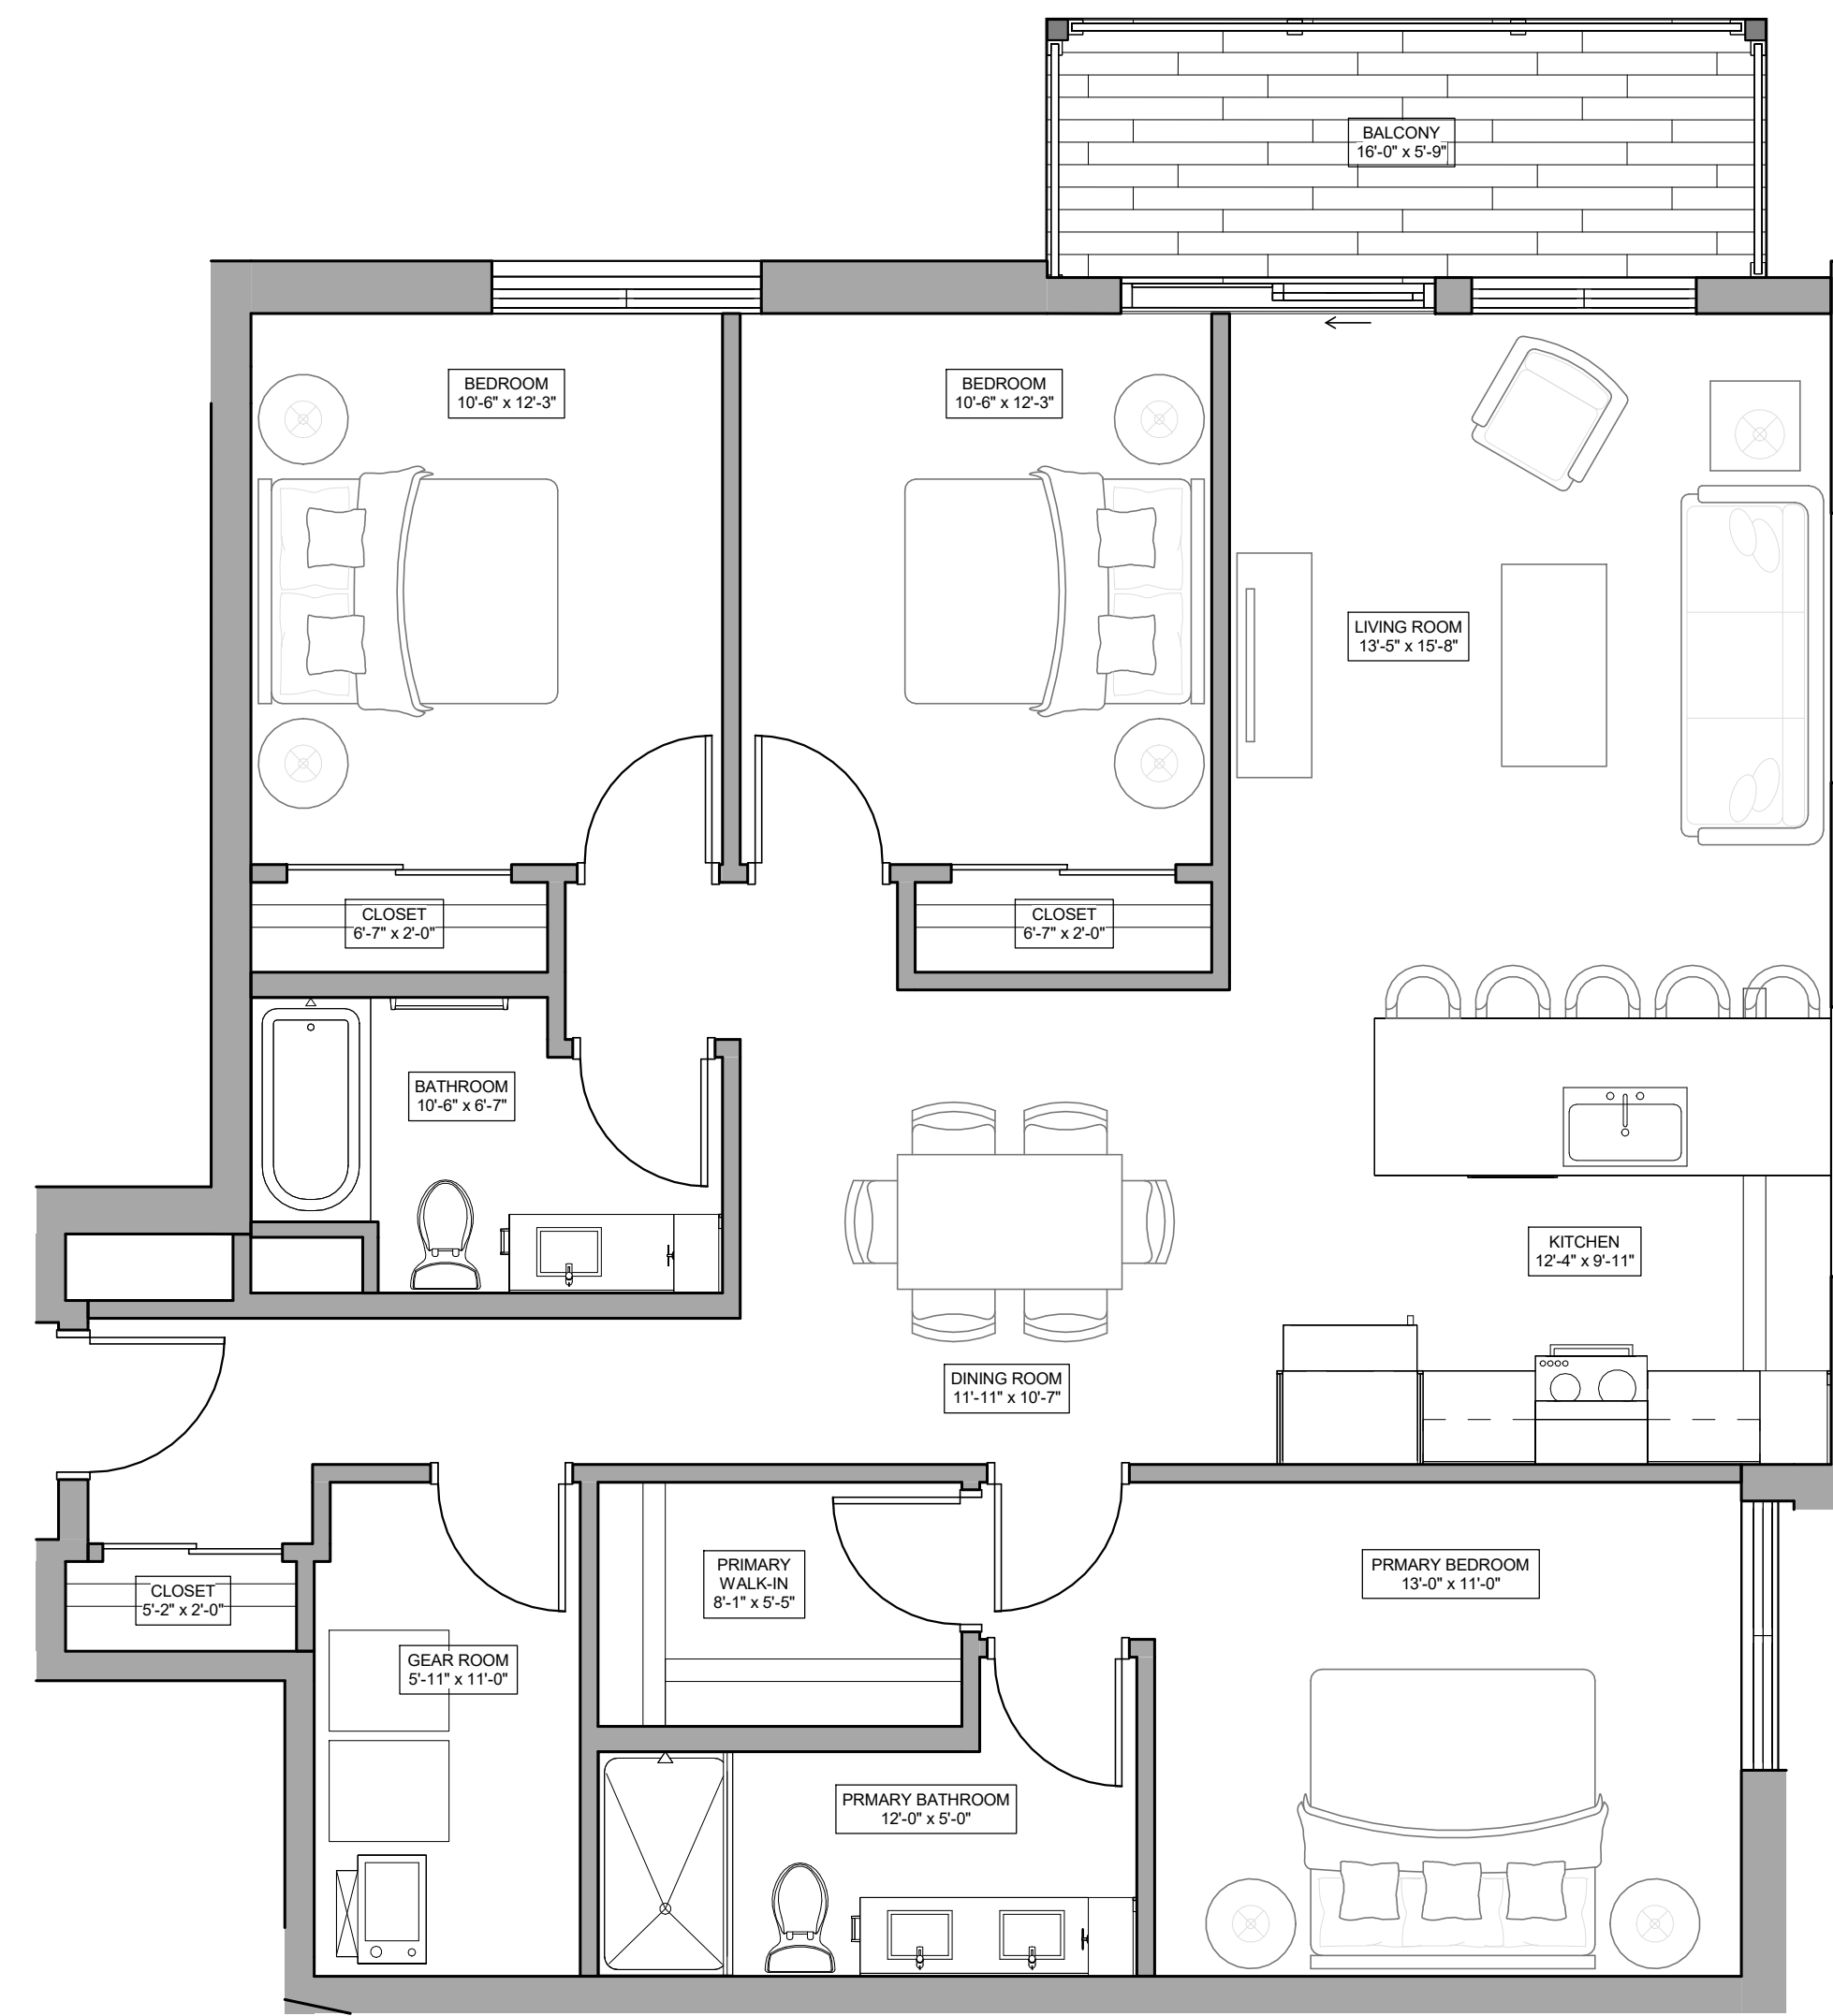 BALCONY
16'-0" x 5'-9"
BEDROOM
10'-6" x 12'-3"
BEDROOM
10'-6" x 12'-3"
LIVING ROOM
13'-5" x 15'-8"
CLOSET
6'-7" x 2'-0"
CLOSET
6'-7" x 2'-0"
BATHROOM
10'-6" x 6'-7"
KITCHEN
12'-4" x 9'-11"
DINING ROOM
11'-11" x 10'-7"
PRIMARY
WALK-IN
8'-1" x 5'-5"
PRMARY BEDROOM
13'-0" x 11'-0"
CLOSET
5'-2" x 2'-0"
GEAR ROOM
5'-11" x 11'-0"
PRMARY BATHROOM
12'-0" x 5'-0"